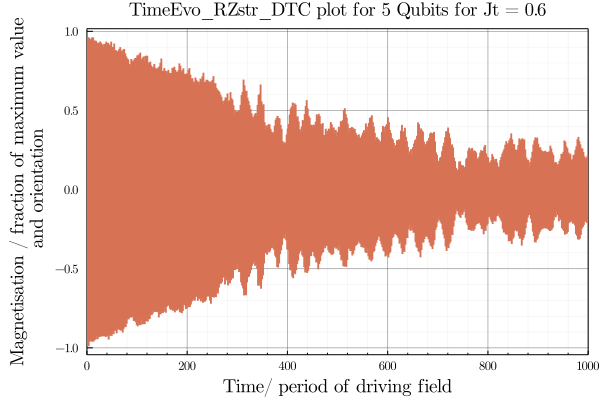 TimeEvo_RZstr_DTC plot for 5 Qubits for Jt = 0.6
Magnetisation / fraction of maximum value
and orientation
1.0
0.5
0.0
−0.5
−1.0
0 200 400 600 800 1000
Time/ period of driving field